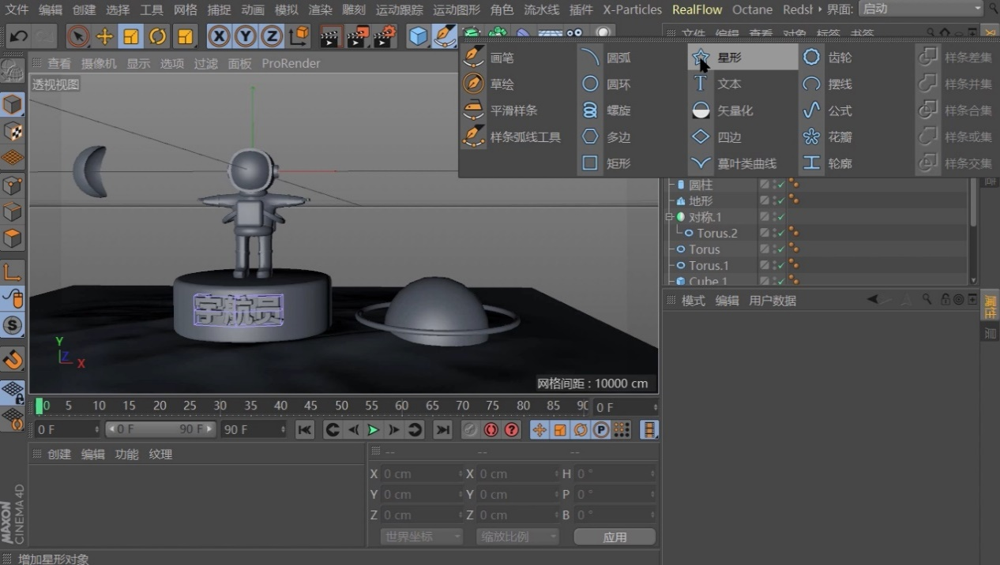 文件 编辑 创建 选择 工具 网格 捕捉 动画 模拟 渲染 雕刻 运动跟踪 运动图形 角色 流水线 插件 X-Particles RealFlow Octane Redsl 界面: 启动
X Y Z
文件 编辑 查看 对象 标签 书签
查看 摄像机 显示 选项 过滤 面板 ProRender
透视视图
画笔 圆弧 星形 齿轮 样条差集
草绘 圆环 文本 摆线 样条并集
平滑样条 螺旋 矢量化 公式 样条合集
样条弧线工具 多边 四边 花瓣 样条或集
矩形 蔓叶类曲线 轮廓 样条交集
圆柱
地形
对称.1
Torus.2
Torus
Torus.1
Cube.1
模式 编辑 用户数据
属性
层
宇航员
Y
Z
X
网格间距 : 10000 cm
0 5 10 15 20 25 30 35 40 45 50 55 60 65 70 75 80 85 90 0 F
0 F 0 F 90 F 90 F
创建 编辑 功能 纹理
-- -- --
X 0 cm X 0 cm H 0 °
Y 0 cm Y 0 cm P 0 °
Z 0 cm Z 0 cm B 0 °
世界坐标 缩放比例 应用
MAXON
CINEMA 4D
增加星形对象